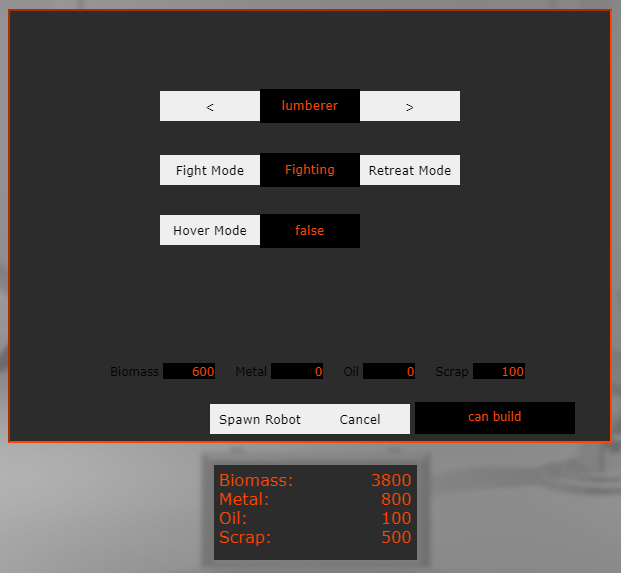 < lumberer >
Fight Mode Fighting Retreat Mode
Hover Mode false
Biomass 600 Metal 0 Oil 0 Scrap 100
Spawn Robot Cancel can build
Biomass: 3800
Metal: 800
Oil: 100
Scrap: 500